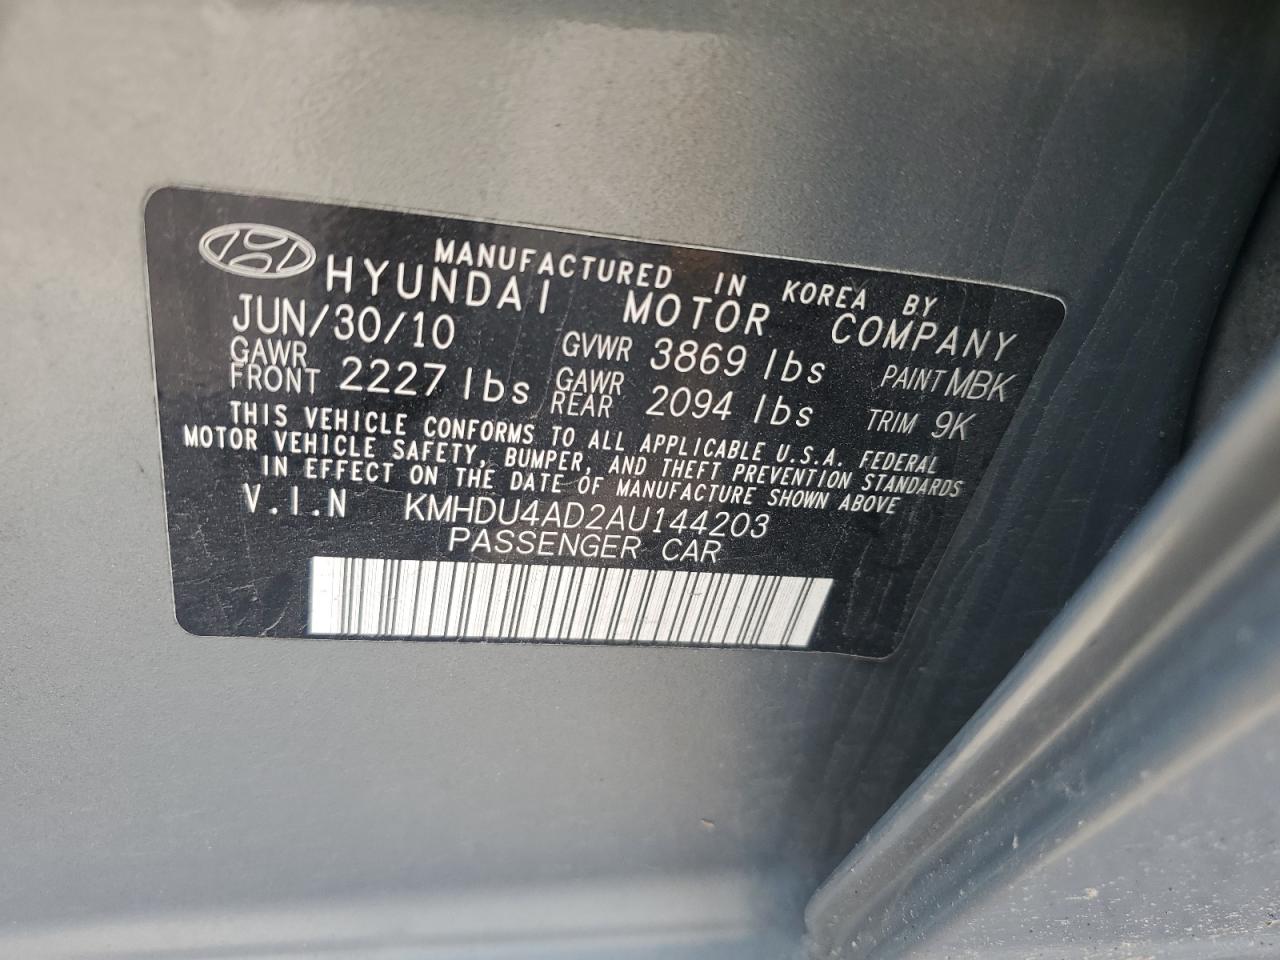 MANUFACTURED IN KOREA BY
HYUNDAI MOTOR COMPANY
JUN/30/10 GVWR 3869 lbs PAINT MBK
GAWR FRONT 2227 lbs GAWR REAR 2094 lbs TRIM 9K
THIS VEHICLE CONFORMS TO ALL APPLICABLE U.S.A. FEDERAL
MOTOR VEHICLE SAFETY, BUMPER, AND THEFT PREVENTION STANDARDS
IN EFFECT ON THE DATE OF MANUFACTURE SHOWN ABOVE
V.I.N KMHDU4AD2AU144203
PASSENGER CAR